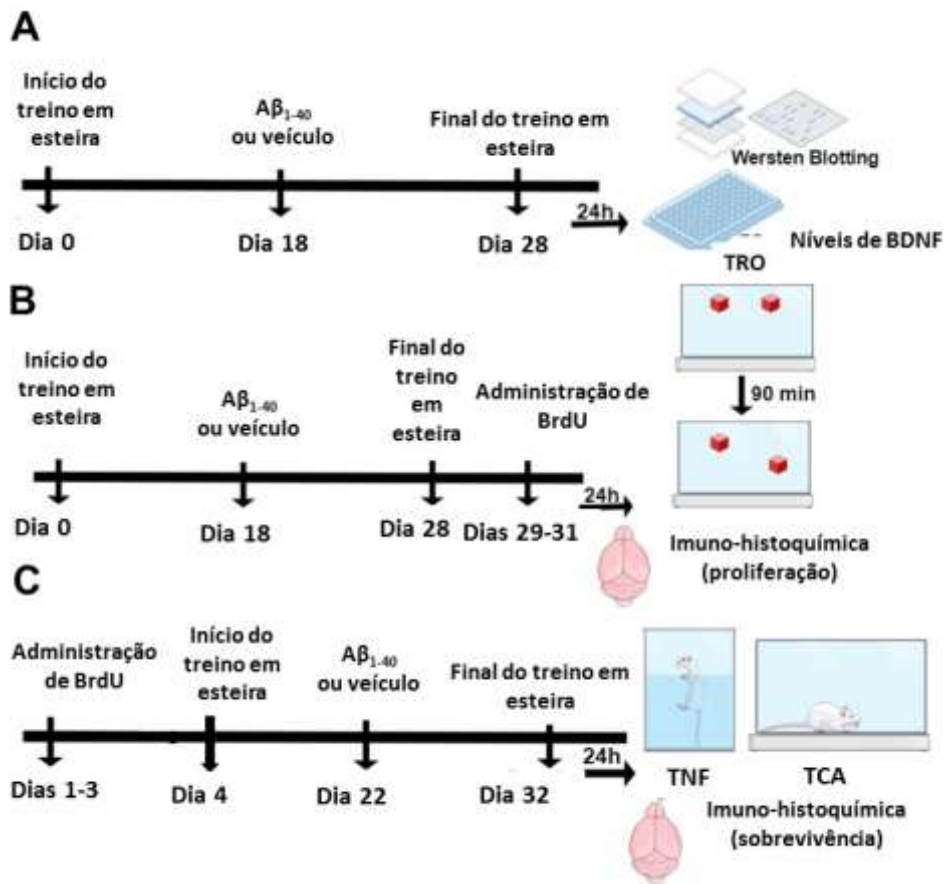 A
Início do
treino em
esteira
Aβ1-40
ou veículo
Final do treino em
esteira
Dia 0
Dia 18
Dia 28
24h
Wersten Blotting
Níveis de BDNF
TRO
90 min
B
Início do
treino em
esteira
Aβ1-40
ou veículo
Final do
treino
em
esteira
Administração de
BrdU
Dia 0
Dia 18
Dia 28
Dias 29-31
24h
Imuno-histoquímica
(proliferação)
C
Administração
de BrdU
Início do
treino em
esteira
Aβ1-40
ou veículo
Final do treino em
esteira
Dias 1-3
Dia 4
Dia 22
Dia 32
24h
TNF
TCA
Imuno-histoquímica
(sobrevivência)